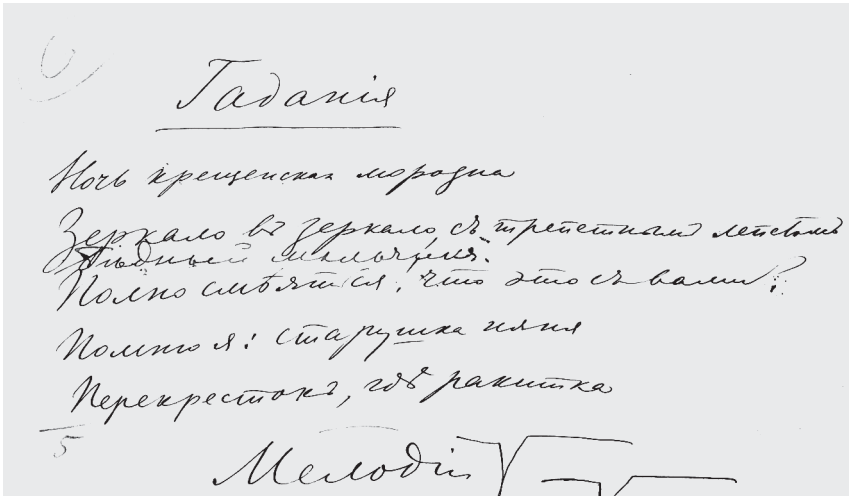 Гаданія
Ночь крещенская морозна
Зеркало въ зеркало, съ трепетнымъ лепетомъ
Полно смѣяться, что это съ вами?
Помню я: старушка няня
Перекрестокъ, гдѣ ракитка
5
Мелодіи